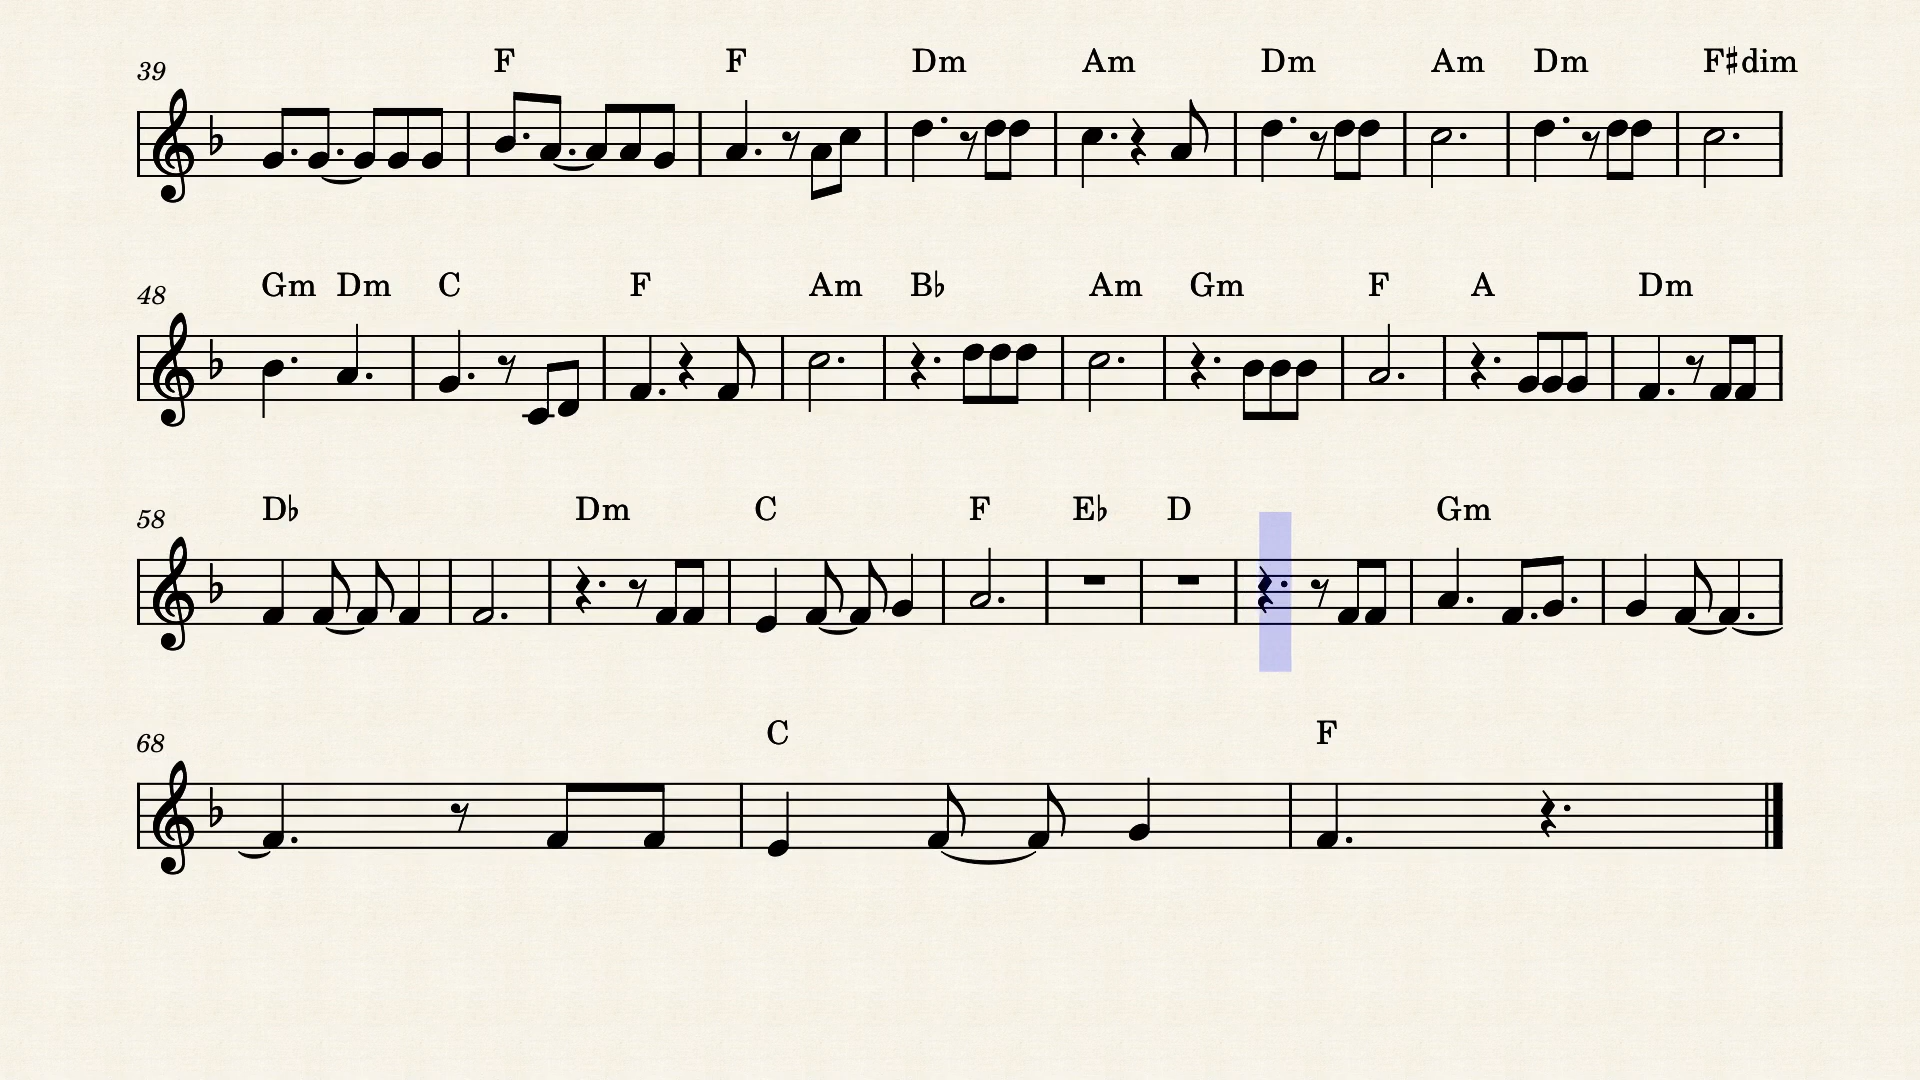 F F Dm Am Dm Am Dm F♯dim
39
Gm Dm C F Am B♭ Am Gm F A Dm
48
D♭ Dm C F E♭ D Gm
58
C F
68